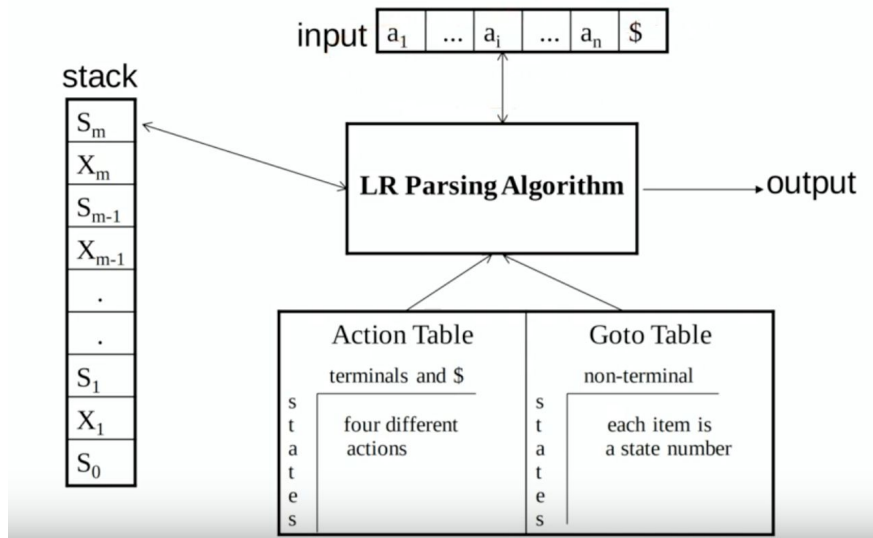 input a₁ ... aᵢ ... aₙ $
stack
Sₘ
Xₘ
Sₘ₋₁
Xₘ₋₁
.
.
S₁
X₁
S₀
LR Parsing Algorithm
output
Action Table
terminals and $
states
four different
actions
Goto Table
non-terminal
states
each item is
a state number